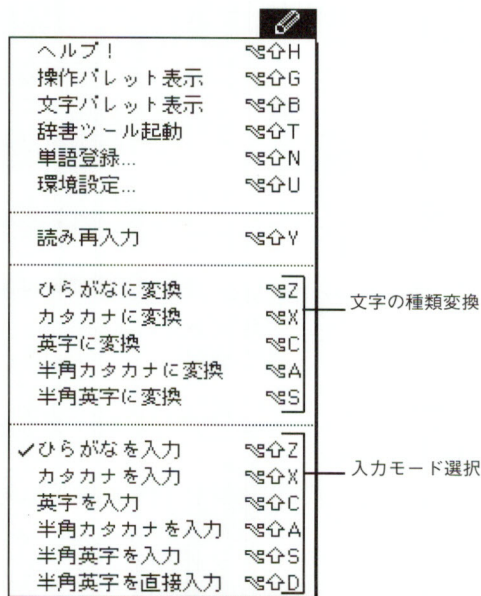 ヘルプ! ⌥⇧H
操作パレット表示 ⌥⇧G
文字パレット表示 ⌥⇧B
辞書ツール起動 ⌥⇧T
単語登録... ⌥⇧N
環境設定... ⌥⇧U
読み再入力 ⌥⇧Y
ひらがなに変換 ⌥Z
カタカナに変換 ⌥X
英字に変換 ⌥C
半角カタカナに変換 ⌥A
半角英字に変換 ⌥S
文字の種類変換
✓ひらがなを入力 ⌥⇧Z
カタカナを入力 ⌥⇧X
英字を入力 ⌥⇧C
半角カタカナを入力 ⌥⇧A
半角英字を入力 ⌥⇧S
半角英字を直接入力 ⌥⇧D
入力モード選択